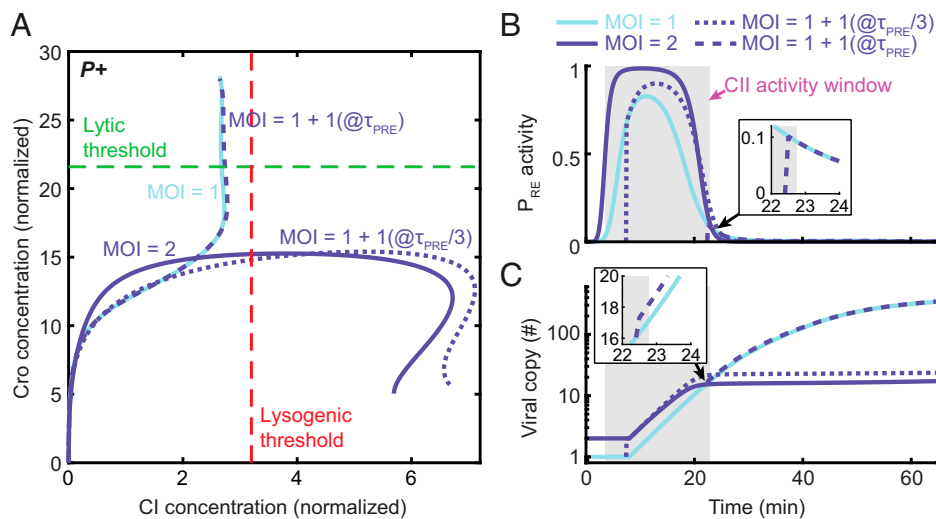 A
P+
Cro concentration (normalized)
30
25
20
15
10
5
0
0
2
4
6
CI concentration (normalized)
MOI = 1 + 1(@τPRE)
Lytic
threshold
MOI = 1
MOI = 2
MOI = 1 + 1(@τPRE/3)
Lysogenic
threshold
B
MOI = 1
MOI = 1 + 1(@τPRE/3)
MOI = 2
MOI = 1 + 1(@τPRE)
PRE activity
1
0.5
0
CII activity window
0.1
0
22 23 24
C
Viral copy (#)
100
10
1
20
18
16
22 23 24
0
20
40
60
Time (min)